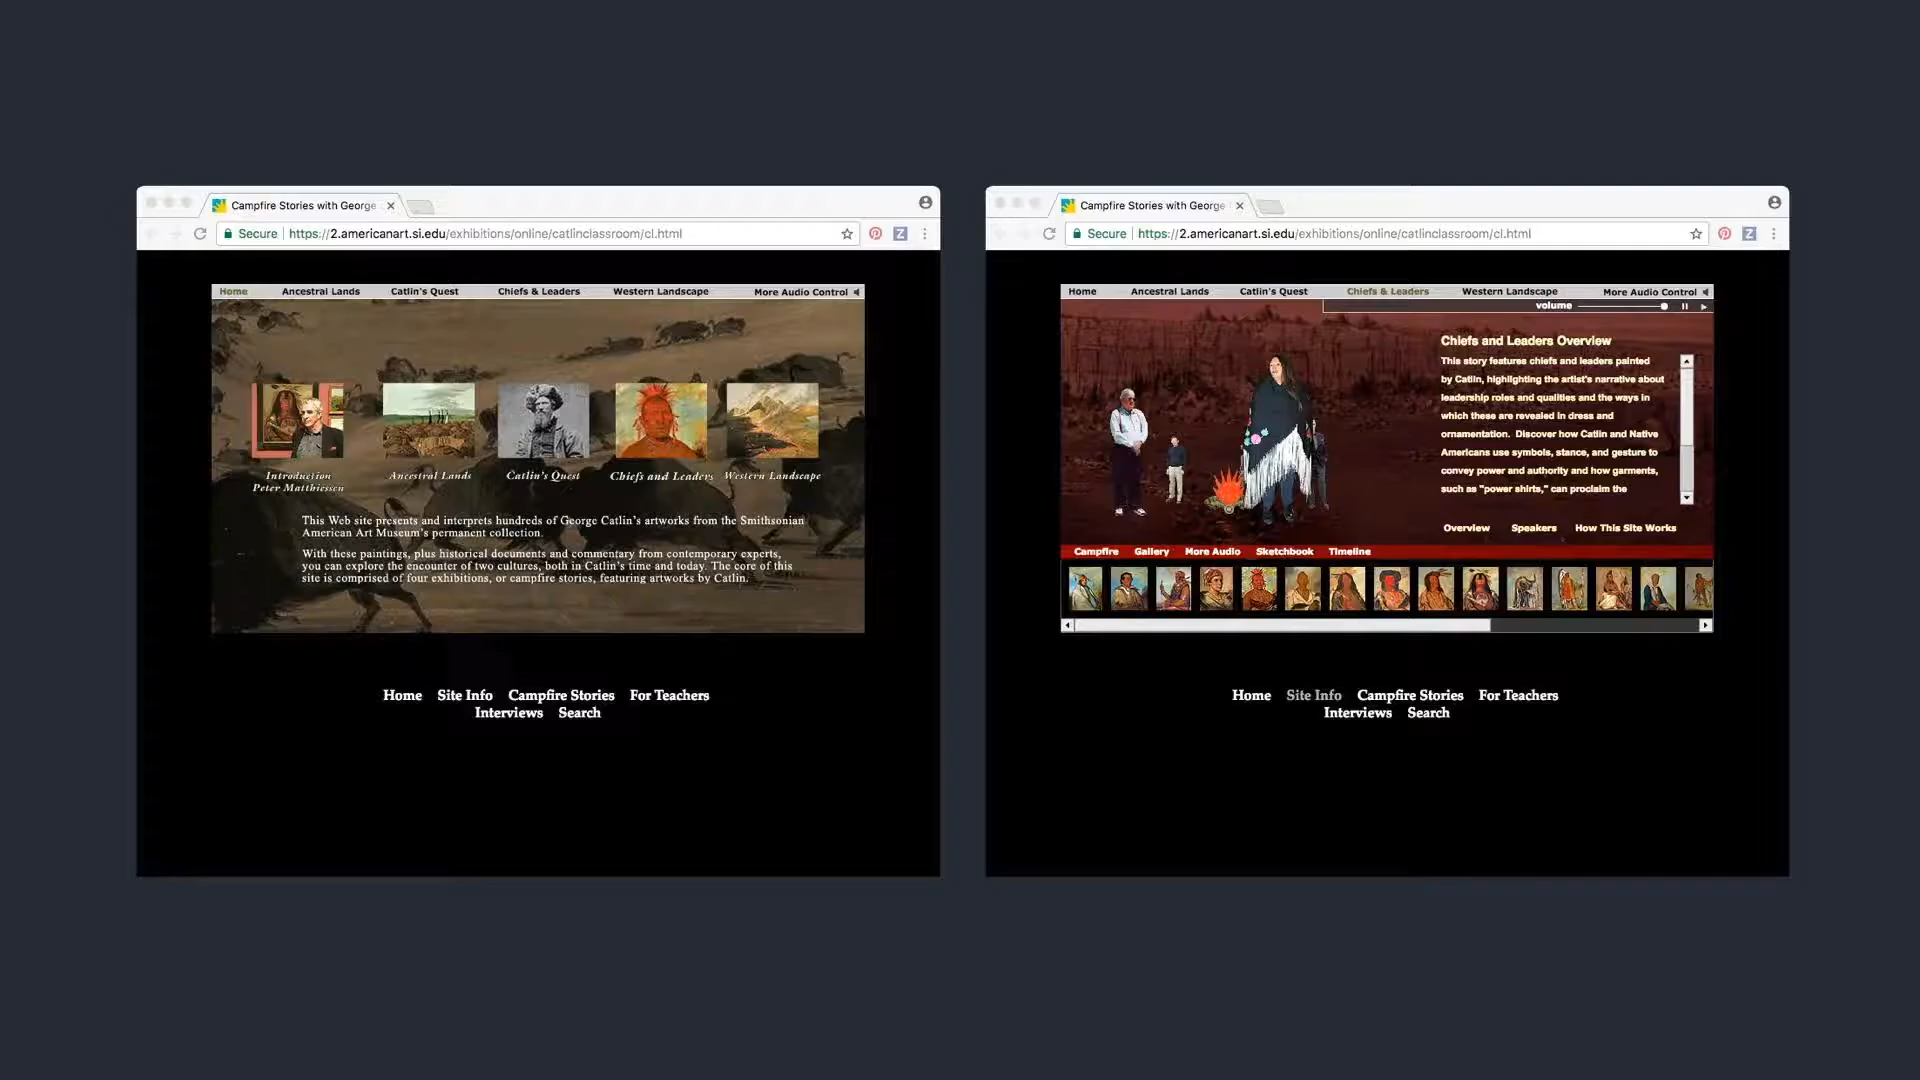 Campfire Stories with George
Secure https://2.americanart.si.edu/exhibitions/online/catlinclassroom/cl.html
Z
Home Ancestral Lands Catlin's Quest Chiefs & Leaders Western Landscape More Audio Control
Introduction
Peter Matthiessen
Ancestral Lands
Catlin's Quest
Chiefs and Leaders
Western Landscape
This Web site presents and interprets hundreds of George Catlin's artworks from the Smithsonian
American Art Museum's permanent collection.
With these paintings, plus historical documents and commentary from contemporary experts,
you can explore the encounter of two cultures, both in Catlin's time and today. The core of this
site is comprised of four exhibitions, or campfire stories, featuring artworks by Catlin.
Home Site Info Campfire Stories For Teachers
Interviews Search
Campfire Stories with George
Secure https://2.americanart.si.edu/exhibitions/online/catlinclassroom/cl.html
Z
Home Ancestral Lands Catlin's Quest Chiefs & Leaders Western Landscape More Audio Control
volume
Chiefs and Leaders Overview
This story features chiefs and leaders painted
by Catlin, highlighting the artist's narrative about
leadership roles and qualities and the ways in
which these are revealed in dress and
ornamentation. Discover how Catlin and Native
Americans use symbols, stance, and gesture to
convey power and authority and how garments,
such as "power shirts," can proclaim the
Overview Speakers How This Site Works
Campfire Gallery More Audio Sketchbook Timeline
Home Site Info Campfire Stories For Teachers
Interviews Search